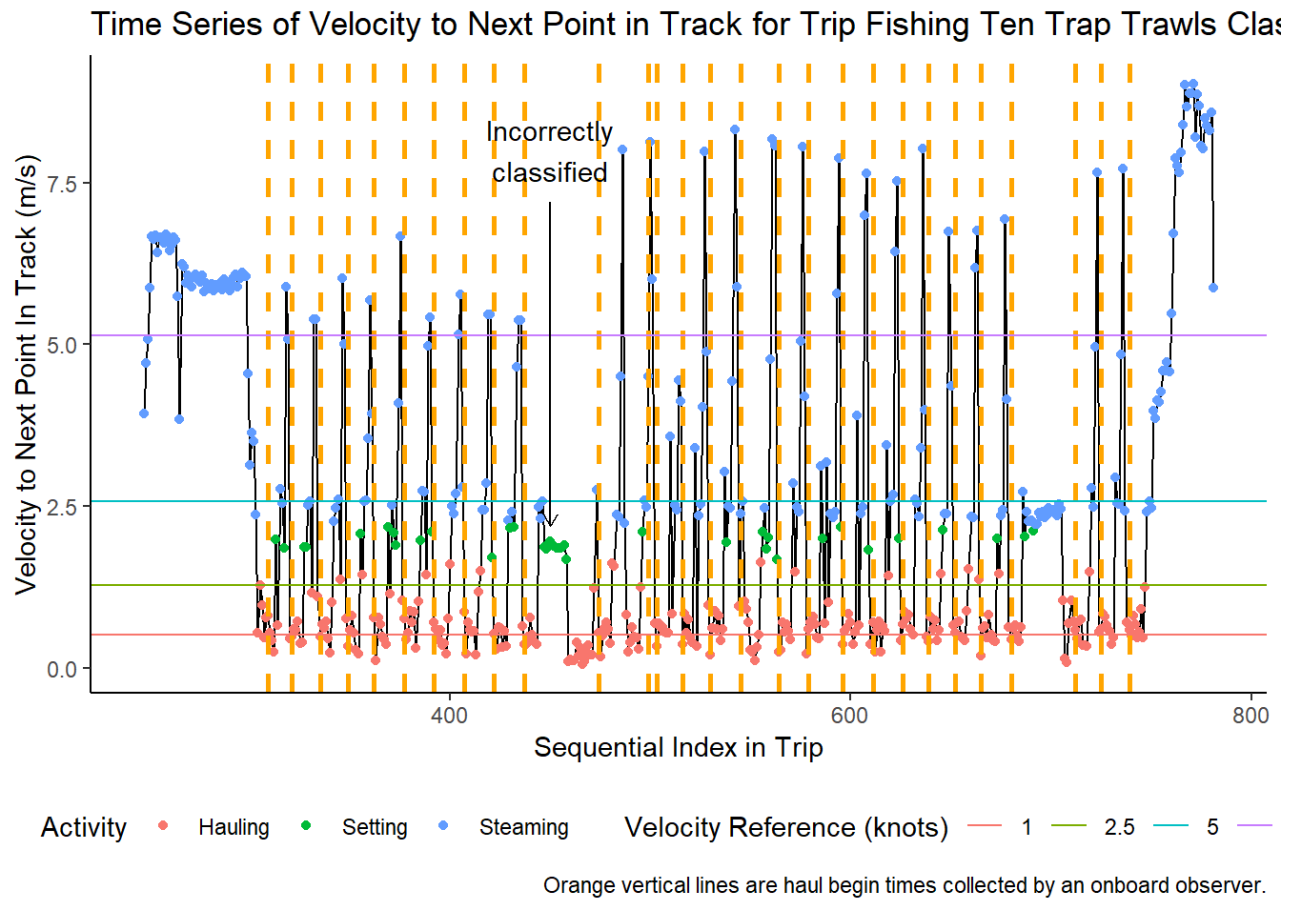 Time Series of Velocity to Next Point in Track for Trip Fishing Ten Trap Trawls Clas
Incorrectly
classified
Velocity to Next Point In Track (m/s)
7.5
5.0
2.5
0.0
400
600
800
Sequential Index in Trip
Activity Hauling Setting Steaming Velocity Reference (knots) 1 2.5 5
Orange vertical lines are haul begin times collected by an onboard observer.